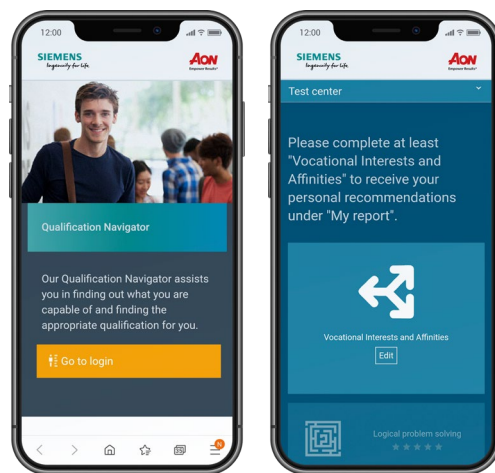 12:00
SIEMENS
Ingenuity for life
AON
Empower Results®
Qualification Navigator
Our Qualification Navigator assists
you in finding out what you are
capable of and finding the
appropriate qualification for you.
Go to login
N
12:00
SIEMENS
Ingenuity for life
AON
Empower Results®
Test center
Please complete at least
"Vocational Interests and
Affinities" to receive your
personal recommendations
under "My report".
Vocational Interests and Affinities
Edit
Logical problem solving